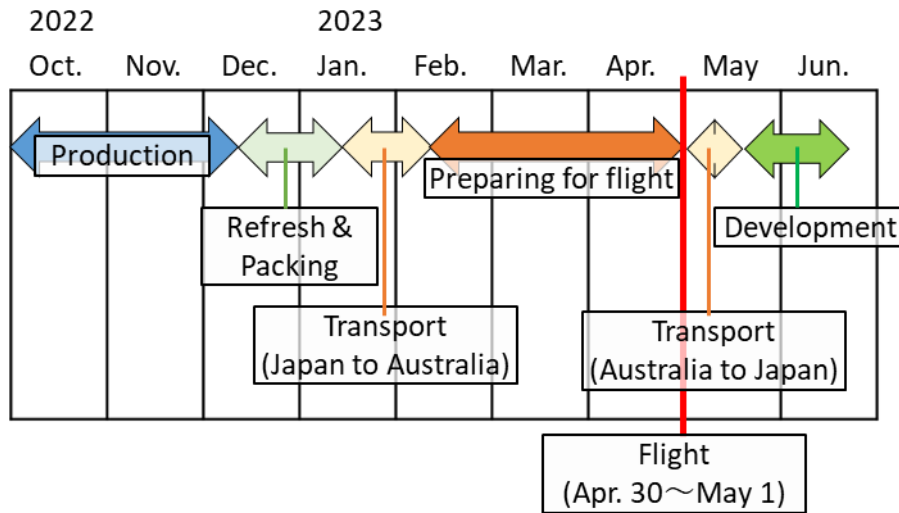 2022 2023
Oct. Nov. Dec. Jan. Feb. Mar. Apr. May Jun.
Production
Preparing for flight
Refresh &
Packing
Development
Transport
(Japan to Australia)
Transport
(Australia to Japan)
Flight
(Apr. 30～May 1)